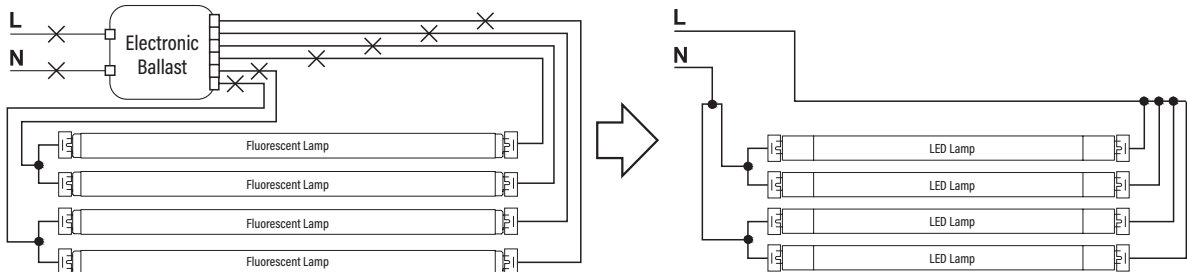 L
N
Electronic
Ballast
Fluorescent Lamp
Fluorescent Lamp
Fluorescent Lamp
Fluorescent Lamp
L
N
LED Lamp
LED Lamp
LED Lamp
LED Lamp